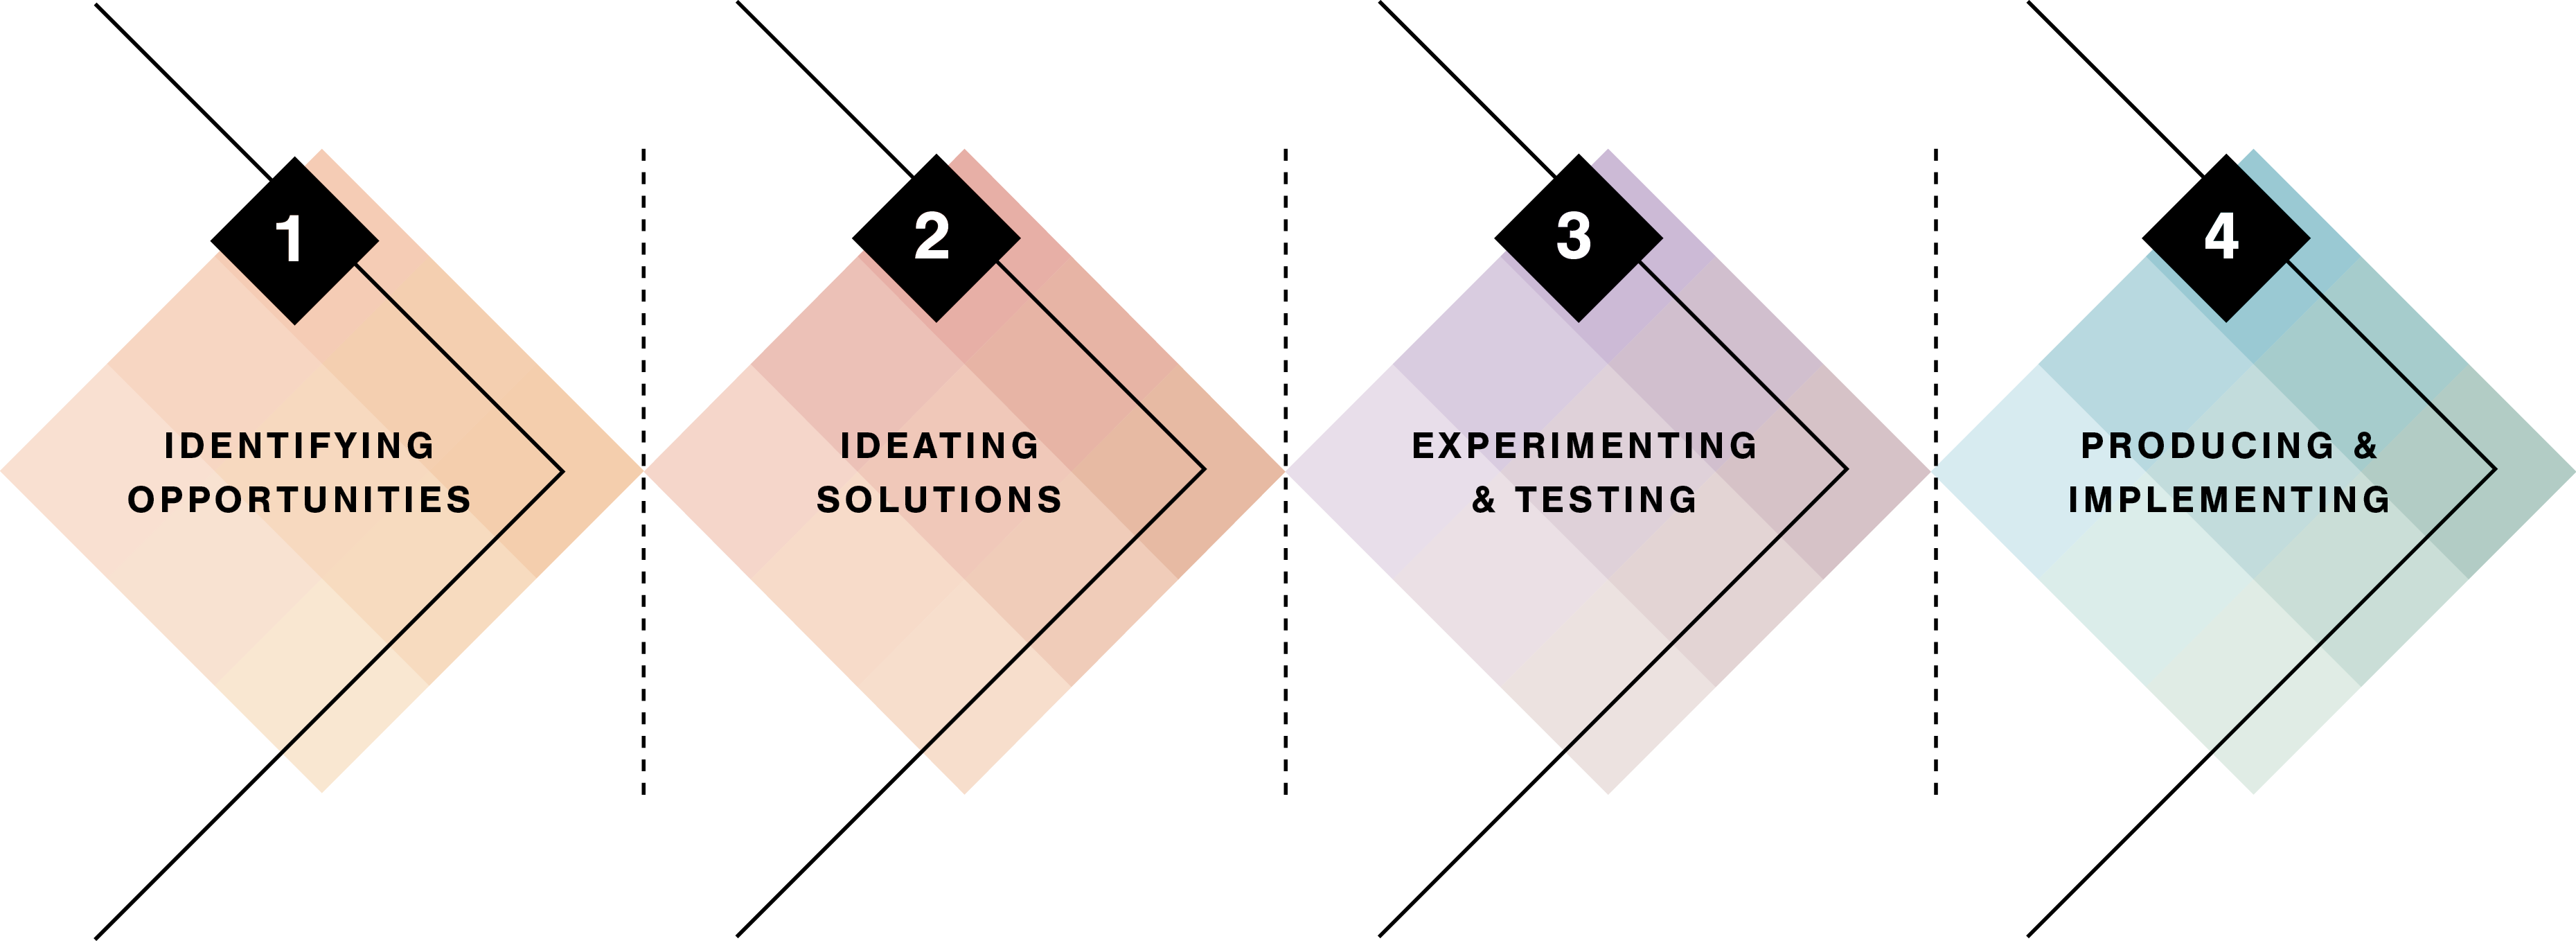 1
IDENTIFYING
OPPORTUNITIES
2
IDEATING
SOLUTIONS
3
EXPERIMENTING
& TESTING
4
PRODUCING &
IMPLEMENTING